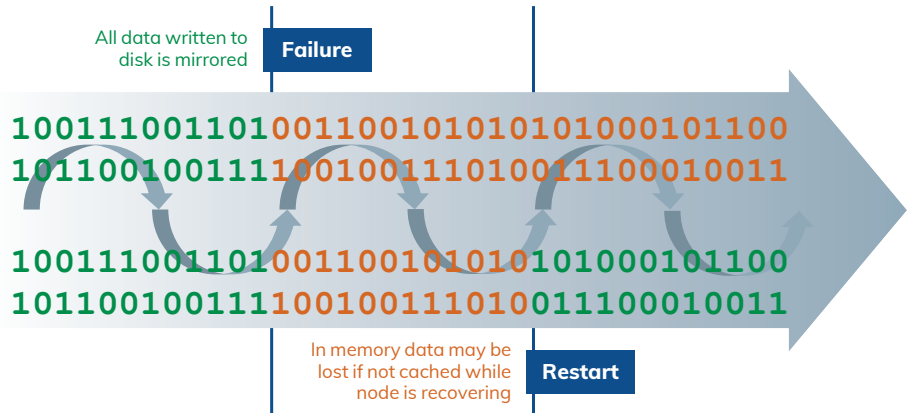 All data written to
disk is mirrored
Failure
100111001101001100101010101000101100
101100100111100100111010011100010011
100111001101001100101010101000101100
101100100111100100111010011100010011
In memory data may be
lost if not cached while
node is recovering
Restart